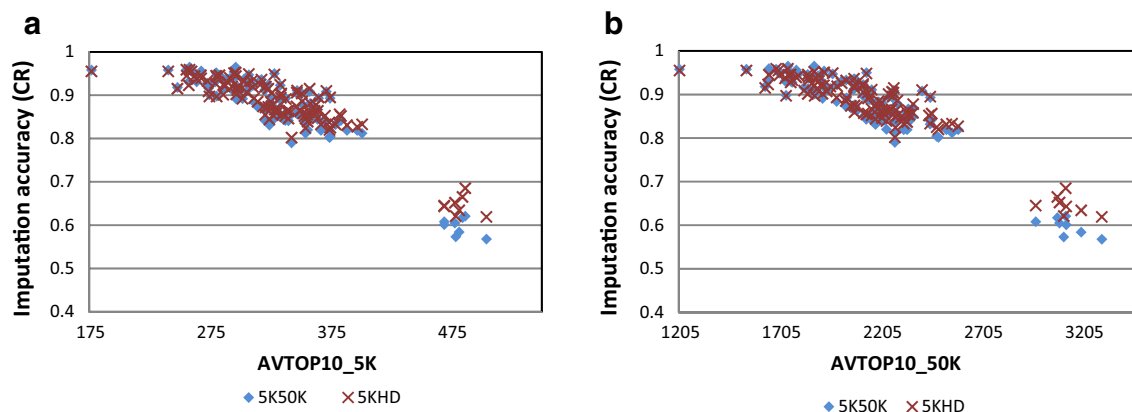 a
Imputation accuracy (CR)
1
0.9
0.8
0.7
0.6
0.5
0.4
175 275 375 475
AVTOP10_5K
5K50K 5KHD
b
Imputation accuracy (CR)
1
0.9
0.8
0.7
0.6
0.5
0.4
1205 1705 2205 2705 3205
AVTOP10_50K
5K50K 5KHD